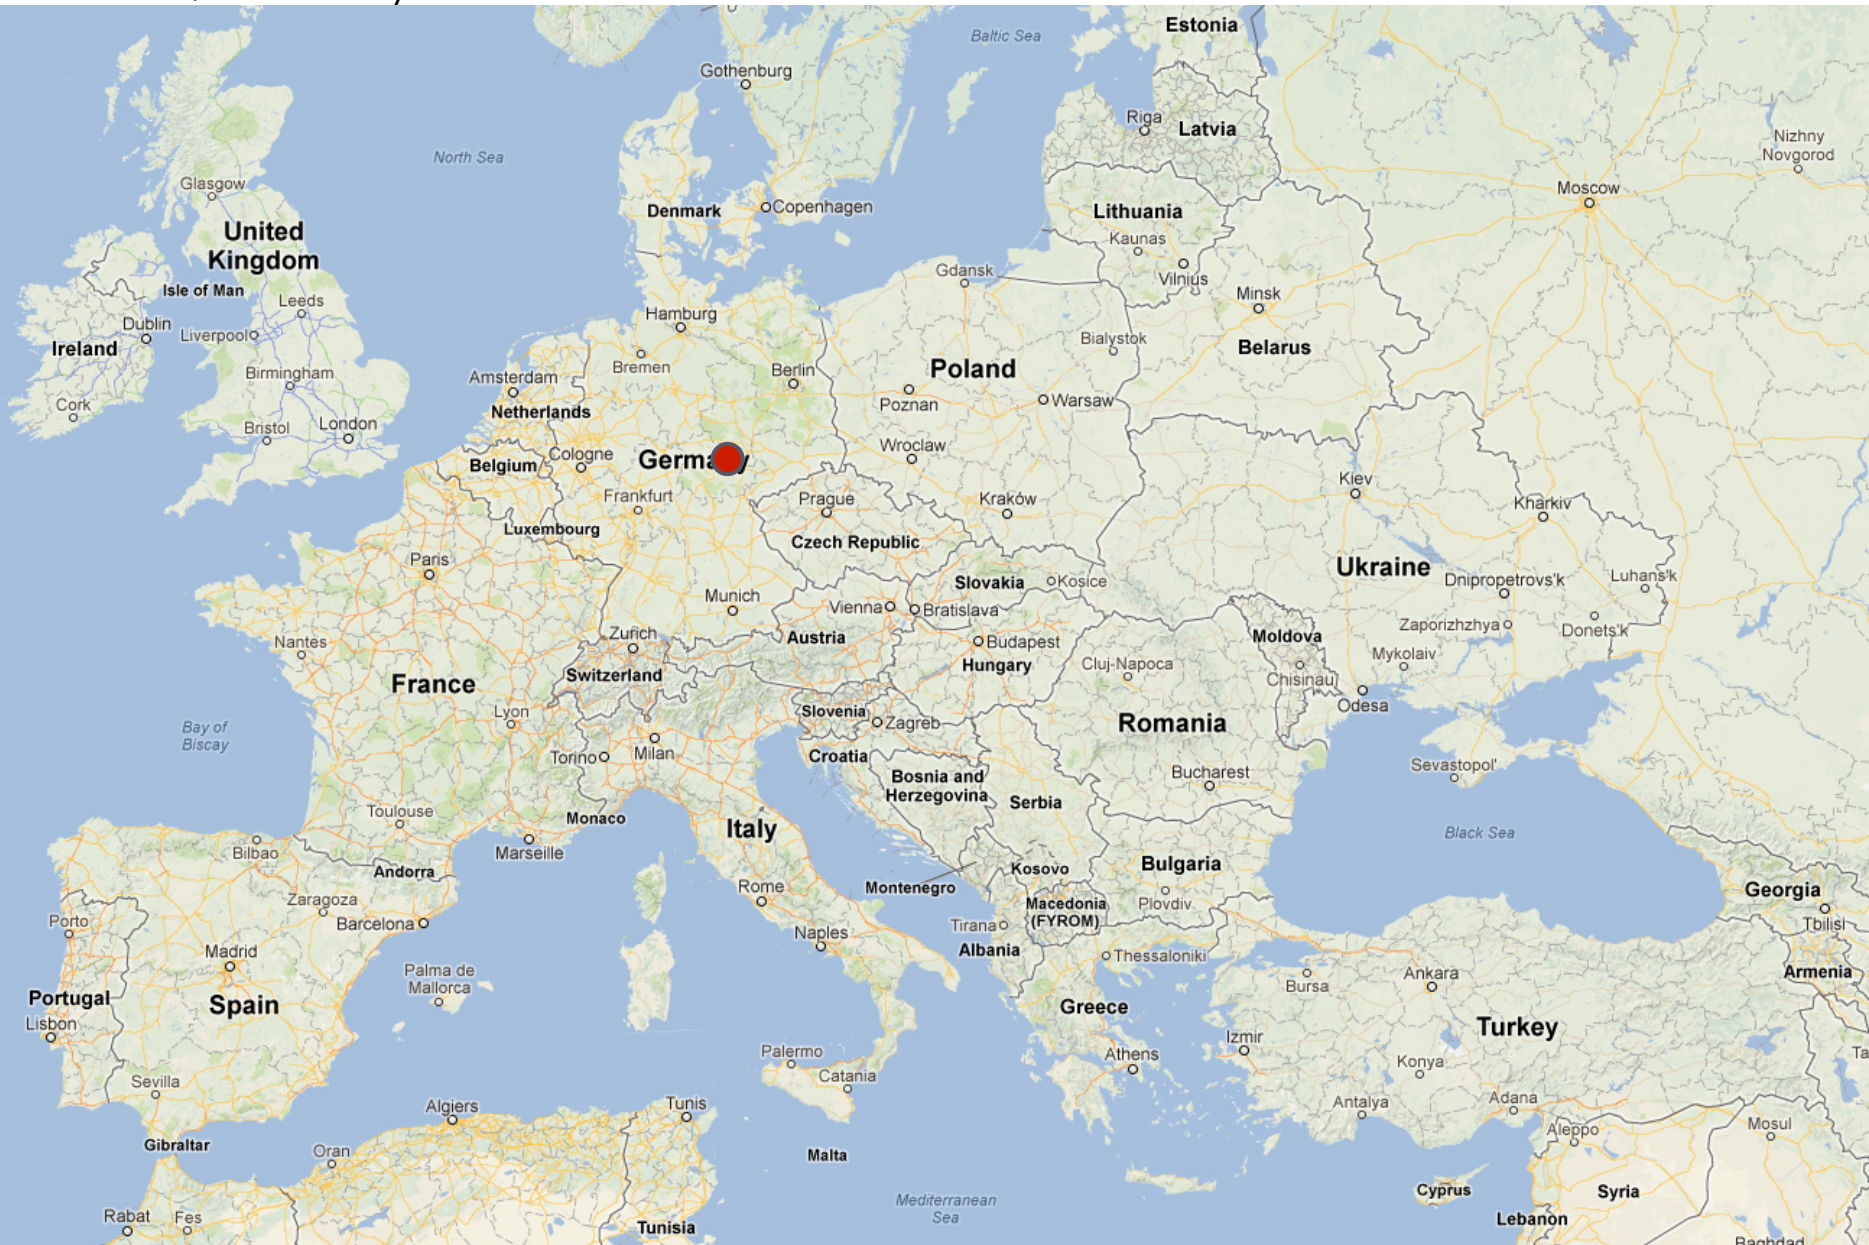 Estonia
Baltic Sea
Gothenburg
Riga
Latvia
Nizhny
Novgorod
North Sea
Glasgow
Moscow
Denmark
Copenhagen
Lithuania
United
Kingdom
Kaunas
Vilnius
Gdansk
Isle of Man
Leeds
Minsk
Hamburg
Dublin
Liverpool
Bialystok
Ireland
Belarus
Bremen
Berlin
Poland
Birmingham
Amsterdam
Cork
Netherlands
Poznan
Warsaw
Bristol
London
Wroclaw
Belgium
Cologne
Frankfurt
Prague
Kraków
Kiev
Kharkiv
Luxembourg
Czech Republic
Paris
Ukraine
Slovakia
Kosice
Dnipropetrovs'k
Luhans'k
Munich
Vienna
Bratislava
Zaporizhzhya
Donets'k
Nantes
Zurich
Austria
Budapest
Moldova
Mykolaiv
Switzerland
Hungary
Cluj-Napoca
Chisinau
France
Odesa
Lyon
Slovenia
Zagreb
Romania
Bay of
Biscay
Torino
Milan
Croatia
Bosnia and
Herzegovina
Bucharest
Sevastopol'
Serbia
Toulouse
Monaco
Italy
Black Sea
Bilbao
Marseille
Andorra
Kosovo
Bulgaria
Montenegro
Rome
Macedonia
(FYROM)
Plovdiv
Georgia
Zaragoza
Porto
Barcelona
Tirana
Tbilisi
Naples
Albania
Thessaloniki
Madrid
Palma de
Mallorca
Ankara
Bursa
Armenia
Portugal
Spain
Greece
Lisbon
Turkey
Izmir
Palermo
Athens
Konya
Sevilla
Catania
Antalya
Adana
Algiers
Tunis
Gibraltar
Oran
Aleppo
Mosul
Malta
Mediterranean
Sea
Cyprus
Syria
Rabat
Fes
Tunisia
Lebanon